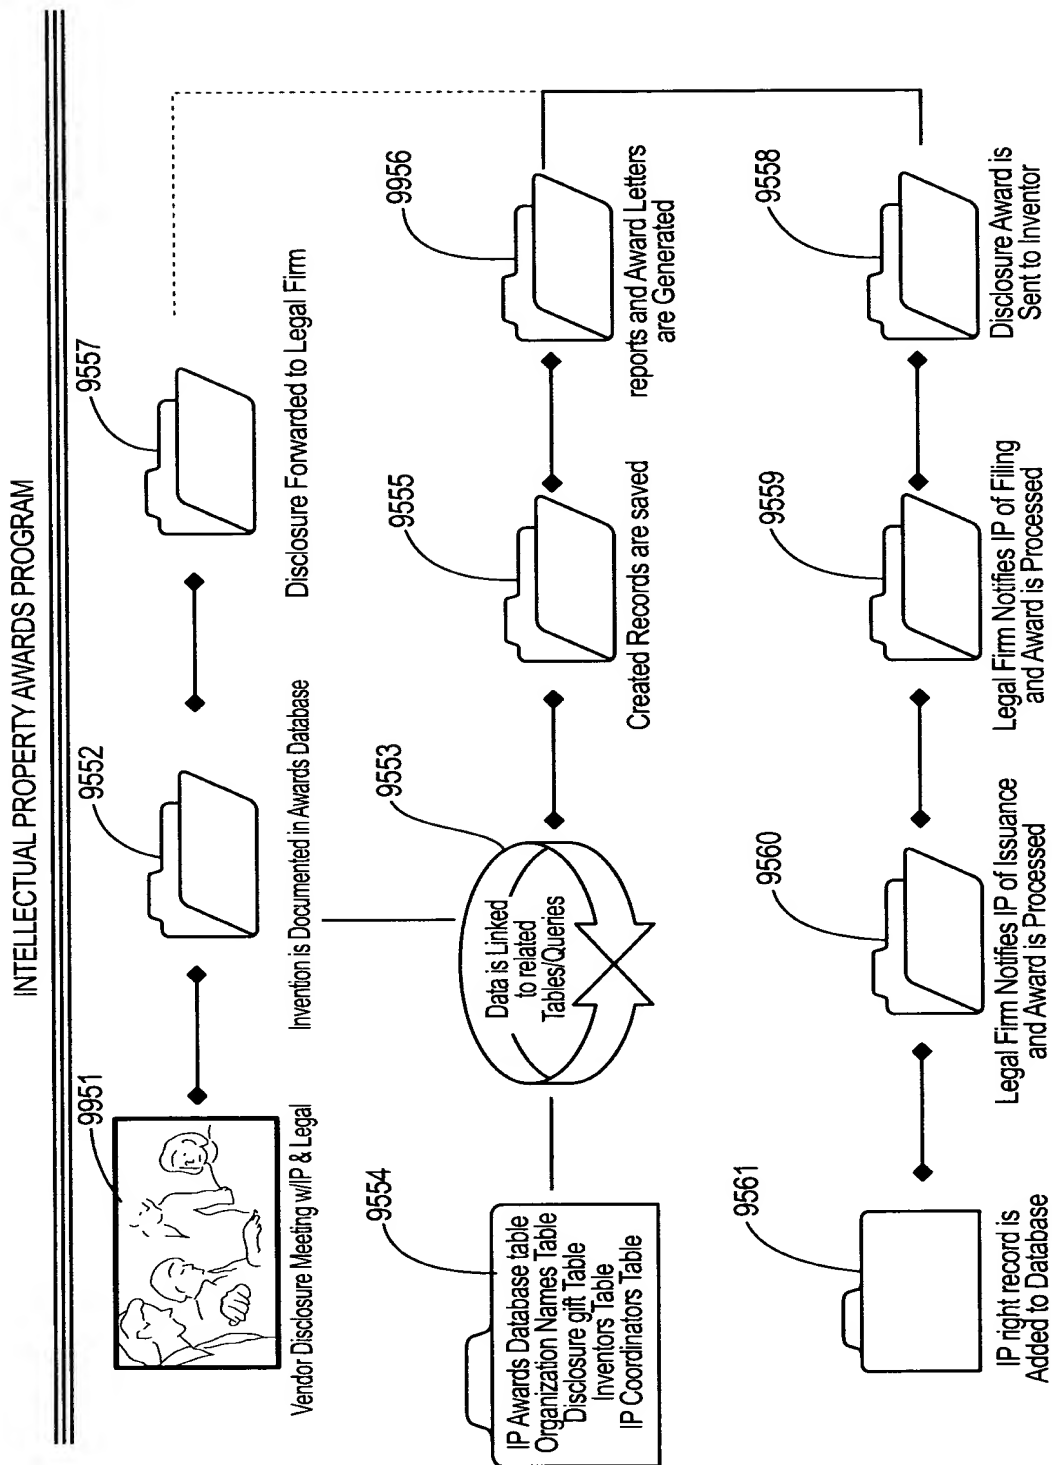 INTELLECTUAL PROPERTY AWARDS PROGRAM
9951
Vendor Disclosure Meeting w/IP & Legal
9552
Invention is Documented in Awards Database
9557
Disclosure Forwarded to Legal Firm
9554
IP Awards Database table
Organization Names Table
Disclosure gift Table
Inventors Table
IP Coordinators Table
9553
Data is Linked
to related
Tables/Queries
9555
Created Records are saved
9956
reports and Award Letters
are Generated
9561
IP right record is
Added to Database
9560
Legal Firm Notifies IP of Issuance
and Award is Processed
9559
Legal Firm Notifies IP of Filing
and Award is Processed
9558
Disclosure Award is
Sent to Inventor